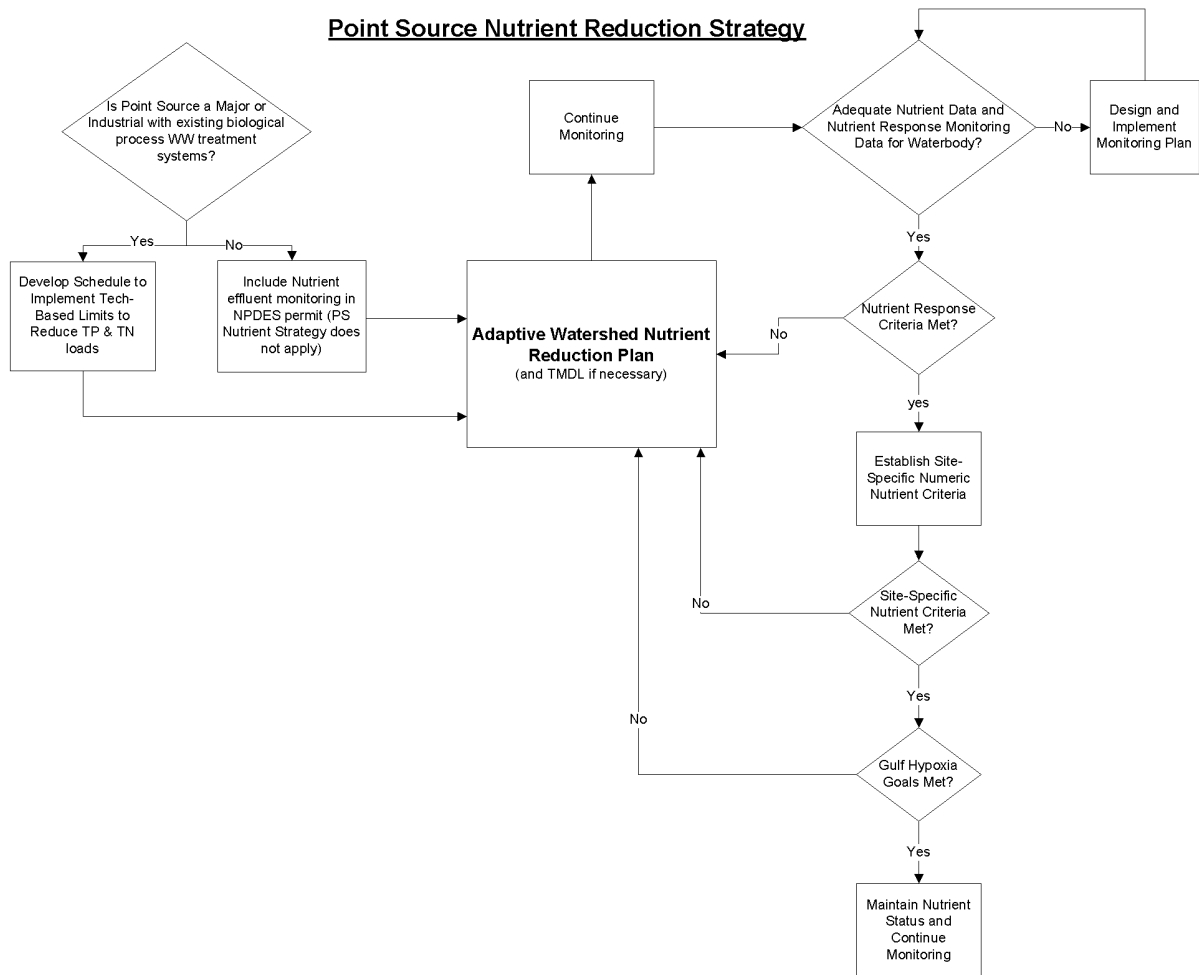 Point Source Nutrient Reduction Strategy
Is Point Source a Major or
Industrial with existing biological
process WW treatment
systems?
Yes
No
Develop Schedule to
Implement Tech-
Based Limits to
Reduce TP & TN
loads
Include Nutrient
effluent monitoring in
NPDES permit (PS
Nutrient Strategy does
not apply)
Continue
Monitoring
Adaptive Watershed Nutrient
Reduction Plan
(and TMDL if necessary)
Adequate Nutrient Data and
Nutrient Response Monitoring
Data for Waterbody?
No
Design and
Implement
Monitoring Plan
Yes
Nutrient Response
Criteria Met?
No
yes
Establish Site-
Specific Numeric
Nutrient Criteria
Site-Specific
Nutrient Criteria
Met?
No
Yes
Gulf Hypoxia
Goals Met?
No
Yes
Maintain Nutrient
Status and
Continue
Monitoring